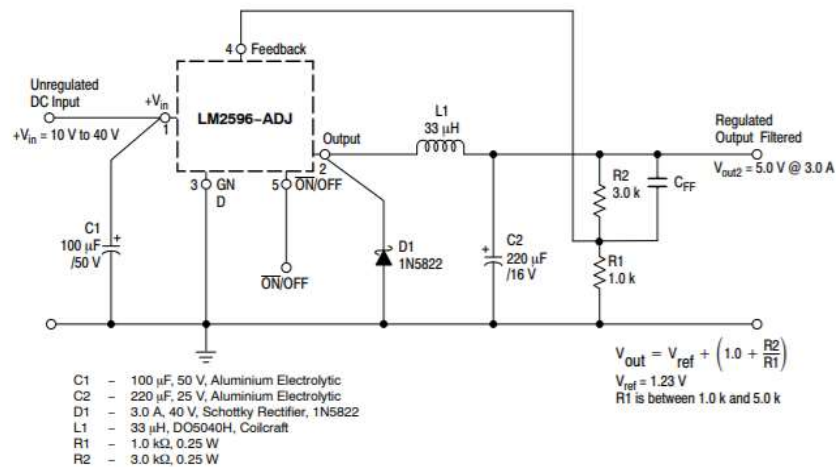 4 Feedback
Unregulated
DC Input
+Vin
+Vin = 10 V to 40 V
1
LM2596-ADJ
Output
2
3 GN
D
5 ON/OFF
ON/OFF
L1
33 μH
Regulated
Output Filtered
Vout2 = 5.0 V @ 3.0 A
R2
3.0 k
CFF
C1
100 μF
/50 V
D1
1N5822
C2
220 μF
/16 V
R1
1.0 k
Vout = Vref + (1.0 + R2/R1)
Vref = 1.23 V
R1 is between 1.0 k and 5.0 k
C1 – 100 μF, 50 V, Aluminium Electrolytic
C2 – 220 μF, 25 V, Aluminium Electrolytic
D1 – 3.0 A, 40 V, Schottky Rectifier, 1N5822
L1 – 33 μH, DO5040H, Coilcraft
R1 – 1.0 kΩ, 0.25 W
R2 – 3.0 kΩ, 0.25 W